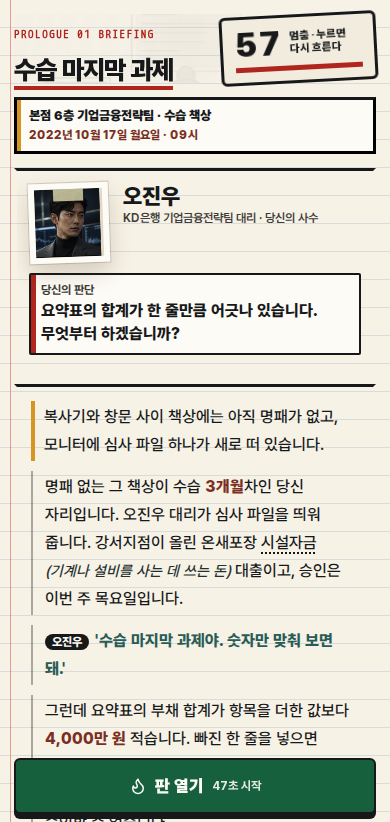 PROLOGUE 01 BRIEFING
수습 마지막 과제
57 멈춤·누르면
다시 흐른다
본점 6층 기업금융전략팀 · 수습 책상
2022년 10월 17일 월요일 · 09시
오진우
KD은행 기업금융전략팀 대리 · 당신의 사수
당신의 판단
요약표의 합계가 한 줄만큼 어긋나 있습니다.
무엇부터 하겠습니까?
복사기와 창문 사이 책상에는 아직 명패가 없고,
모니터에 심사 파일 하나가 새로 떠 있습니다.
명패 없는 그 책상이 수습 3개월차인 당신
자리입니다. 오진우 대리가 심사 파일을 띄워
줍니다. 강서지점이 올린 온새포장 시설자금
(기계나 설비를 사는 데 쓰는 돈) 대출이고, 승인은
이번 주 목요일입니다.
오진우 '수습 마지막 과제야. 숫자만 맞춰 보면
돼.'
그런데 요약표의 부채 합계가 항목을 더한 값보다
4,000만 원 적습니다. 빠진 한 줄을 넣으면
판 열기 47초 시작